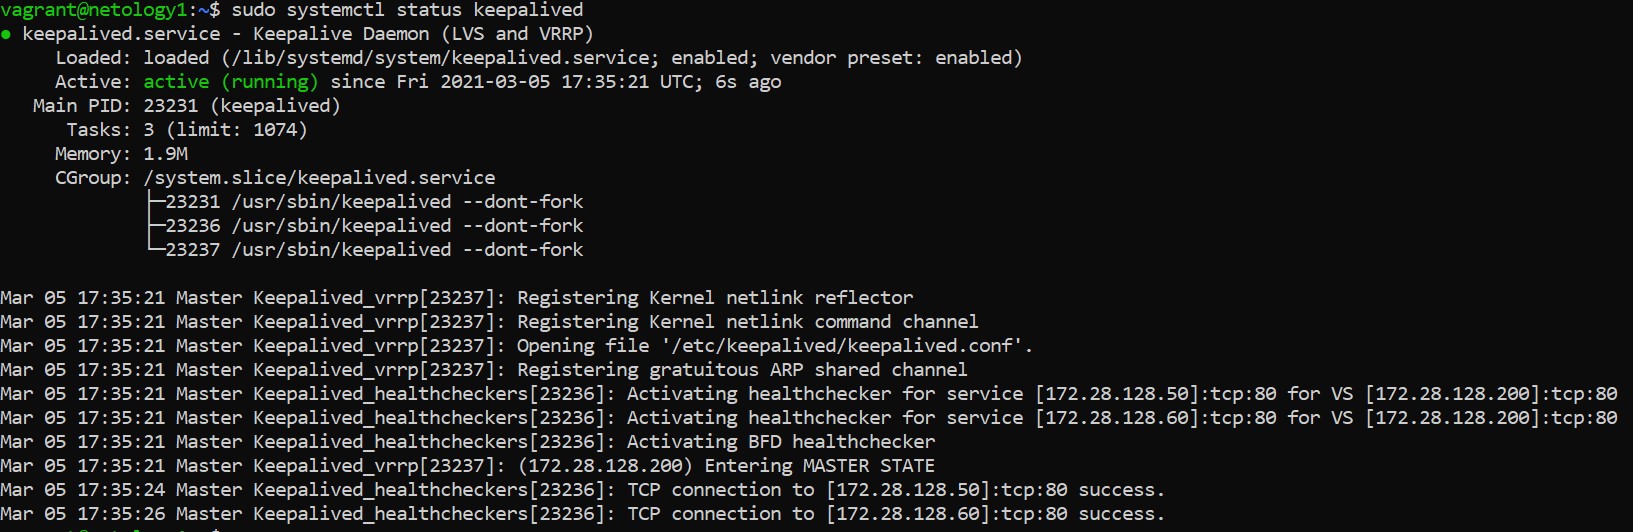 vagrant@netology1:~$ sudo systemctl status keepalived
● keepalived.service - Keepalive Daemon (LVS and VRRP)
     Loaded: loaded (/lib/systemd/system/keepalived.service; enabled; vendor preset: enabled)
     Active: active (running) since Fri 2021-03-05 17:35:21 UTC; 6s ago
   Main PID: 23231 (keepalived)
      Tasks: 3 (limit: 1074)
     Memory: 1.9M
     CGroup: /system.slice/keepalived.service
             ├─23231 /usr/sbin/keepalived --dont-fork
             ├─23236 /usr/sbin/keepalived --dont-fork
             └─23237 /usr/sbin/keepalived --dont-fork

Mar 05 17:35:21 Master Keepalived_vrrp[23237]: Registering Kernel netlink reflector
Mar 05 17:35:21 Master Keepalived_vrrp[23237]: Registering Kernel netlink command channel
Mar 05 17:35:21 Master Keepalived_vrrp[23237]: Opening file '/etc/keepalived/keepalived.conf'.
Mar 05 17:35:21 Master Keepalived_vrrp[23237]: Registering gratuitous ARP shared channel
Mar 05 17:35:21 Master Keepalived_healthcheckers[23236]: Activating healthchecker for service [172.28.128.50]:tcp:80 for VS [172.28.128.200]:tcp:80
Mar 05 17:35:21 Master Keepalived_healthcheckers[23236]: Activating healthchecker for service [172.28.128.60]:tcp:80 for VS [172.28.128.200]:tcp:80
Mar 05 17:35:21 Master Keepalived_healthcheckers[23236]: Activating BFD healthchecker
Mar 05 17:35:21 Master Keepalived_vrrp[23237]: (172.28.128.200) Entering MASTER STATE
Mar 05 17:35:24 Master Keepalived_healthcheckers[23236]: TCP connection to [172.28.128.50]:tcp:80 success.
Mar 05 17:35:26 Master Keepalived_healthcheckers[23236]: TCP connection to [172.28.128.60]:tcp:80 success.